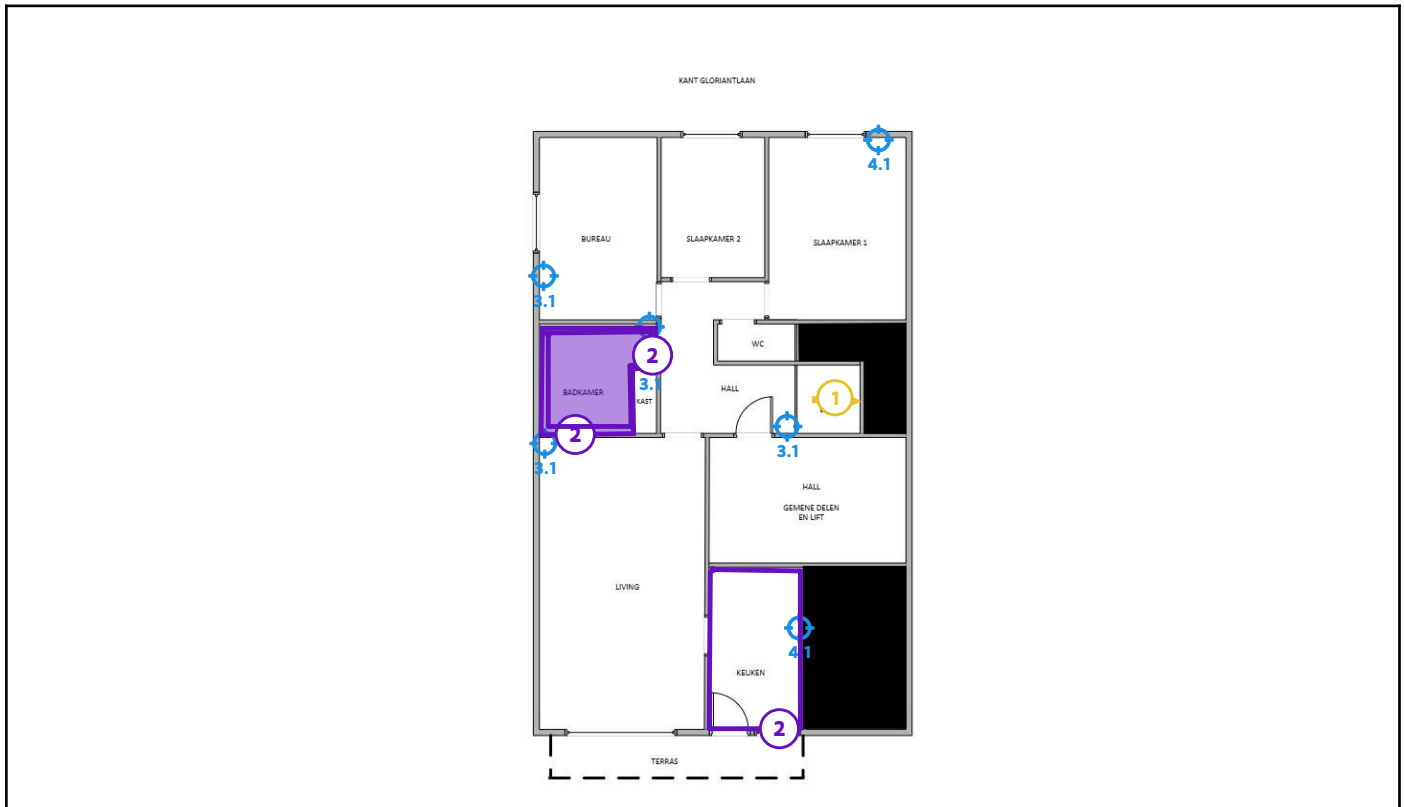 KANT GLORIANTLAAN
4.1
BUREAU
SLAAPKAMER 2
SLAAPKAMER 1
3.1
WC
2
3.1
BADKAMER
KAST
HALL
1
2
3.1
3.1
HALL
GEMENE DELEN
EN LIFT
LIVING
4.1
KEUKEN
2
TERRAS